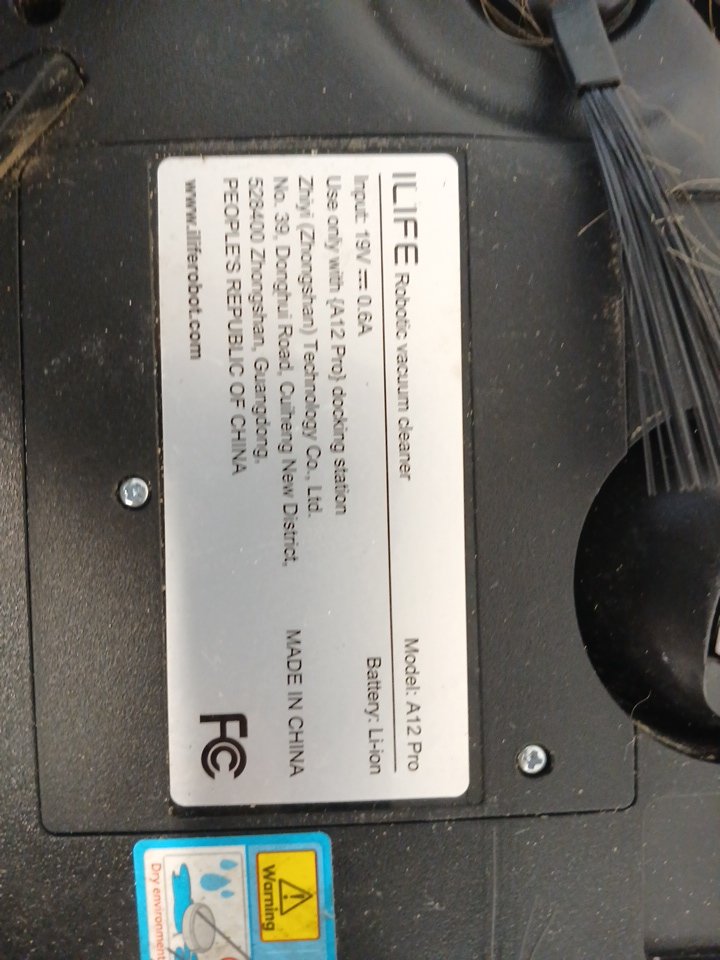 ILIFE Robotic vacuum cleaner Model: A12 Pro
Input: 19V ⎓ 0.6A Battery: Li-ion
Use only with {A12 Pro} docking station
Zhiyi (Zhongshan) Technology Co., Ltd.
No. 39, Donghui Road, Cuiheng New District,
528400 Zhongshan, Guangdong,
PEOPLE'S REPUBLIC OF CHINA
MADE IN CHINA
www.iliferobot.com
FC
Warning
Dry environment